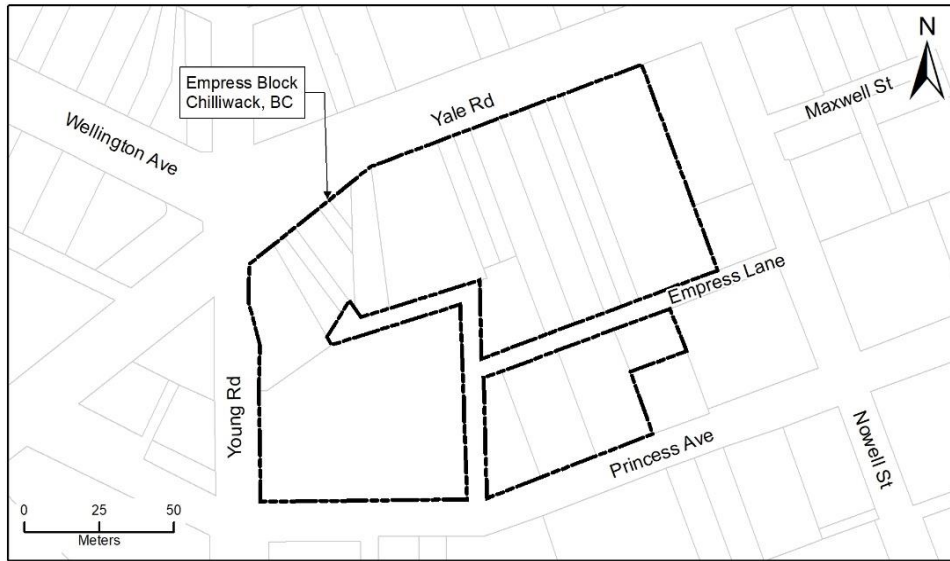 N
Empress Block
Chilliwack, BC
Yale Rd
Maxwell St
Wellington Ave
Empress Lane
Young Rd
Princess Ave
Nowell St
0 25 50
Meters